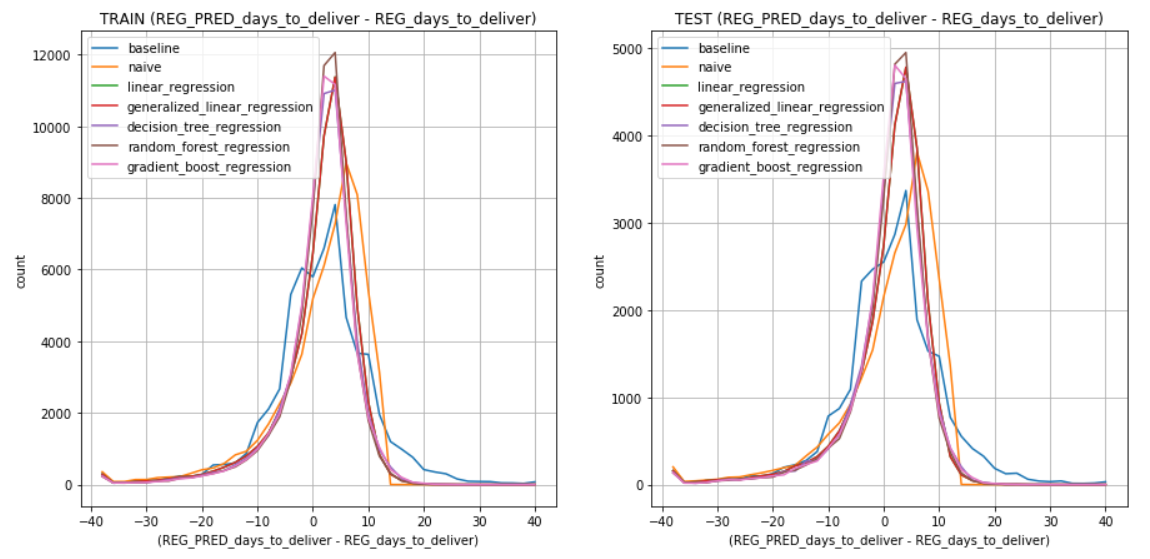 TRAIN (REG_PRED_days_to_deliver - REG_days_to_deliver)
baseline
naive
linear_regression
generalized_linear_regression
decision_tree_regression
random_forest_regression
gradient_boost_regression
12000
10000
8000
6000
4000
2000
0
count
−40 −30 −20 −10 0 10 20 30 40
(REG_PRED_days_to_deliver - REG_days_to_deliver)
TEST (REG_PRED_days_to_deliver - REG_days_to_deliver)
baseline
naive
linear_regression
generalized_linear_regression
decision_tree_regression
random_forest_regression
gradient_boost_regression
5000
4000
3000
2000
1000
0
count
−40 −30 −20 −10 0 10 20 30 40
(REG_PRED_days_to_deliver - REG_days_to_deliver)